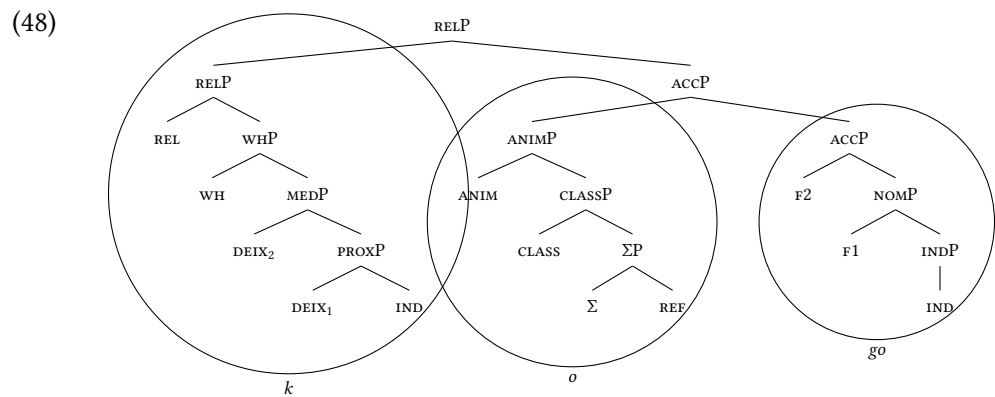 (48)
RELP
RELP ACCP
REL WHP ANIMP ACCP
WH MEDP ANIM CLASSP F2 NOMP
DEIX₂ PROXP CLASS ΣP F1 INDP
DEIX₁ IND Σ REF IND
go
o
k